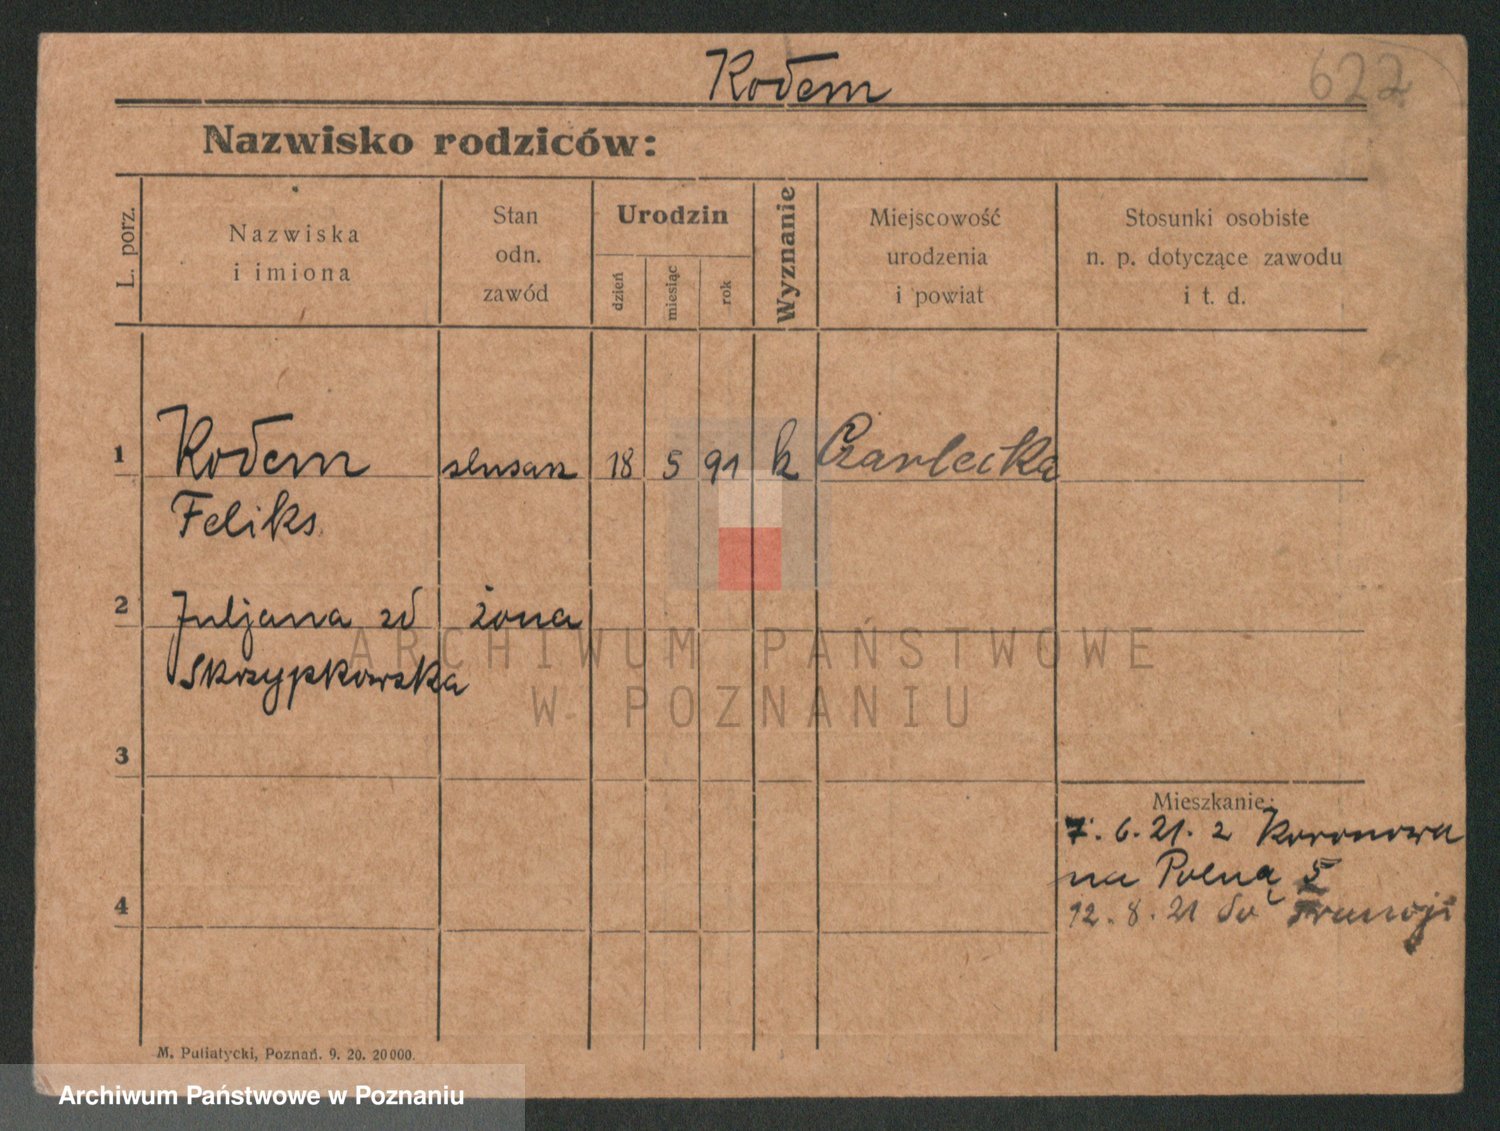 Rodem
622
Nazwisko rodziców:
L. porz.
Nazwiska
i imiona
Stan
odn.
zawód
Urodzin
dzień
miesiąc
rok
Wyznanie
Miejscowość
urodzenia
i powiat
Stosunki osobiste
n. p. dotyczące zawodu
i t. d.
1
Rodem
ślusarz
18
5
91
k
Feliks
2
Juljana zd
żona
Skrzypkowska
3
Mieszkanie:
7. 6. 21. z Koronowa
na Polną 5
4
12. 8. 21 do Francji
M. Putiatycki, Poznań. 9. 20. 20000.
ARCHIWUM PAŃSTWOWE
W POZNANIU
Archiwum Państwowe w Poznaniu